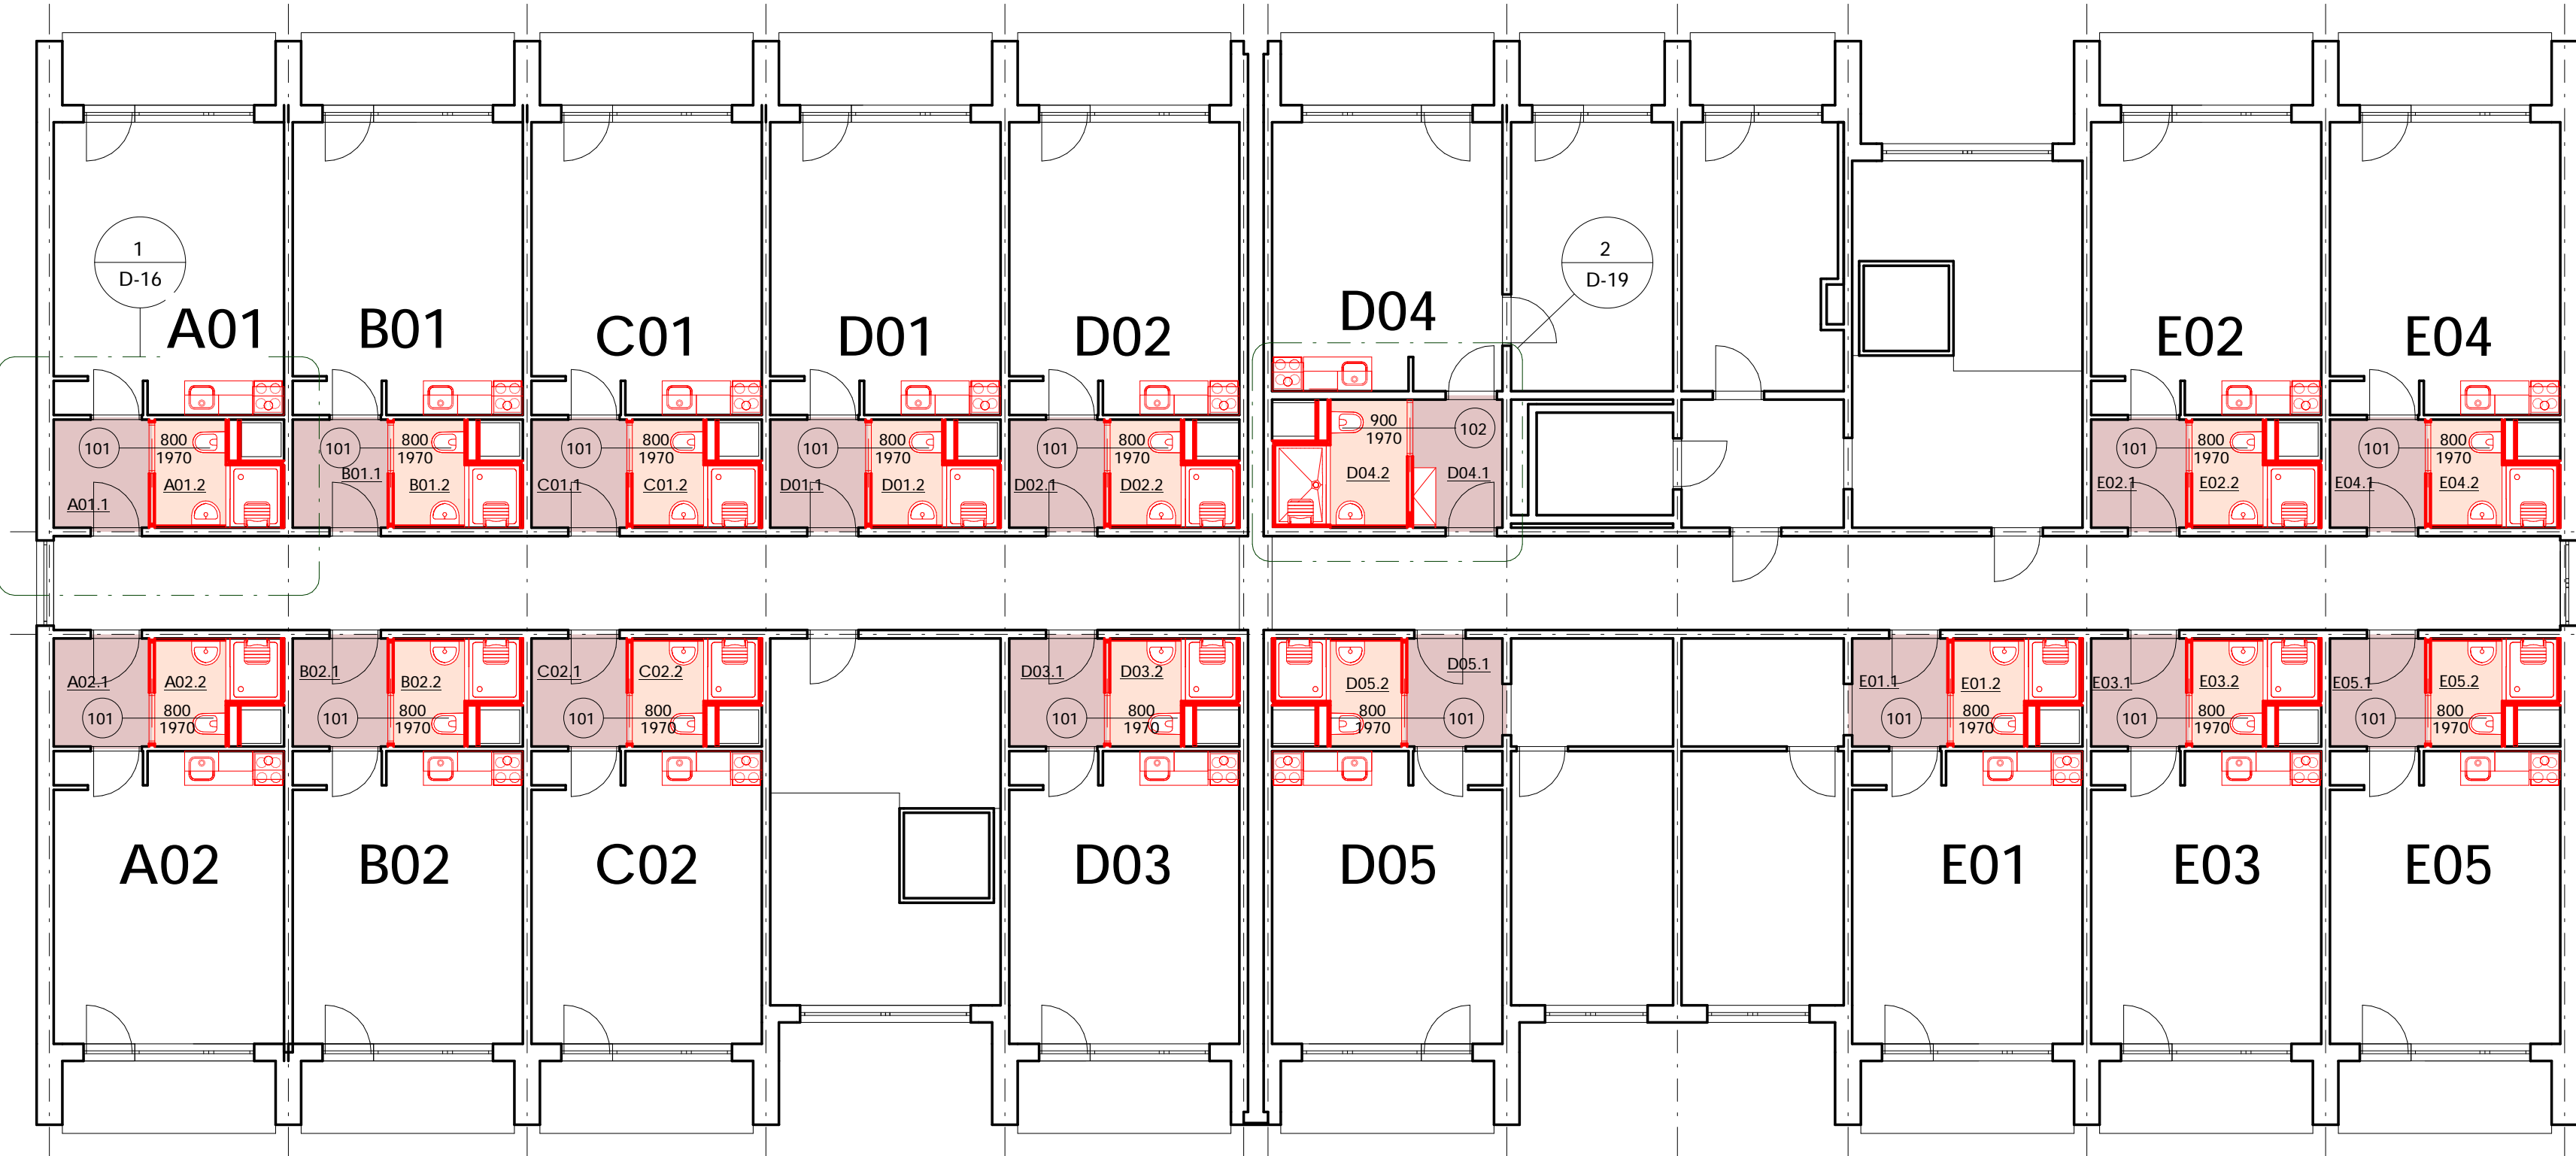 1
D-16
2
D-19
A01
B01
C01
D01
D02
D04
E02
E04
101
800
1970
A01.1
A01.2
101
800
1970
B01.1
B01.2
101
800
1970
C01.1
C01.2
101
800
1970
D01.1
D01.2
101
800
1970
D02.1
D02.2
900
1970
102
D04.2
D04.1
101
800
1970
E02.1
E02.2
101
800
1970
E04.1
E04.2
A02.1
A02.2
101
800
1970
B02.1
B02.2
101
800
1970
C02.1
C02.2
101
800
1970
D03.1
D03.2
101
800
1970
D05.2
D05.1
800
1970
101
E01.1
E01.2
101
800
1970
E03.1
E03.2
101
800
1970
E05.1
E05.2
101
800
1970
A02
B02
C02
D03
D05
E01
E03
E05